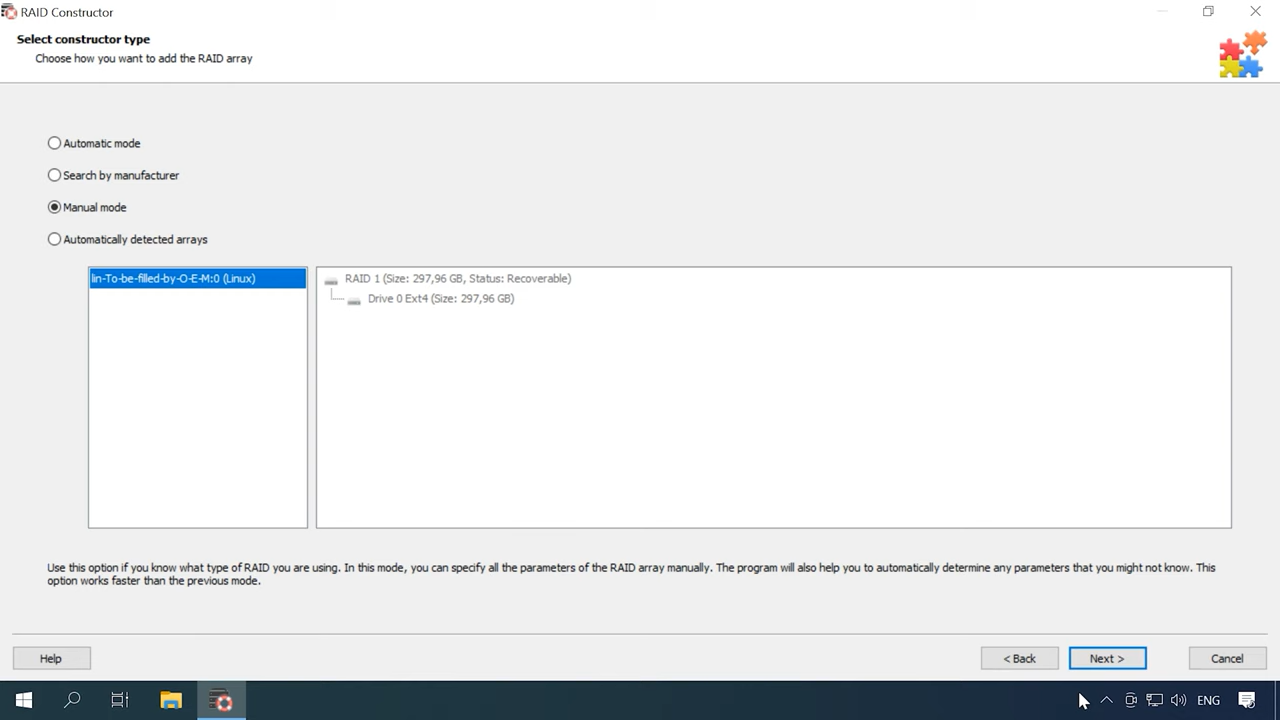 RAID Constructor
Select constructor type
Choose how you want to add the RAID array
Automatic mode
Search by manufacturer
Manual mode
Automatically detected arrays
lin-To-be-filled-by-O-E-M:0 (Linux)
RAID 1 (Size: 297,96 GB, Status: Recoverable)
Drive 0 Ext4 (Size: 297,96 GB)
Use this option if you know what type of RAID you are using. In this mode, you can specify all the parameters of the RAID array manually. The program will also help you to automatically determine any parameters that you might not know. This
option works faster than the previous mode.
Help
< Back
Next >
Cancel
ENG